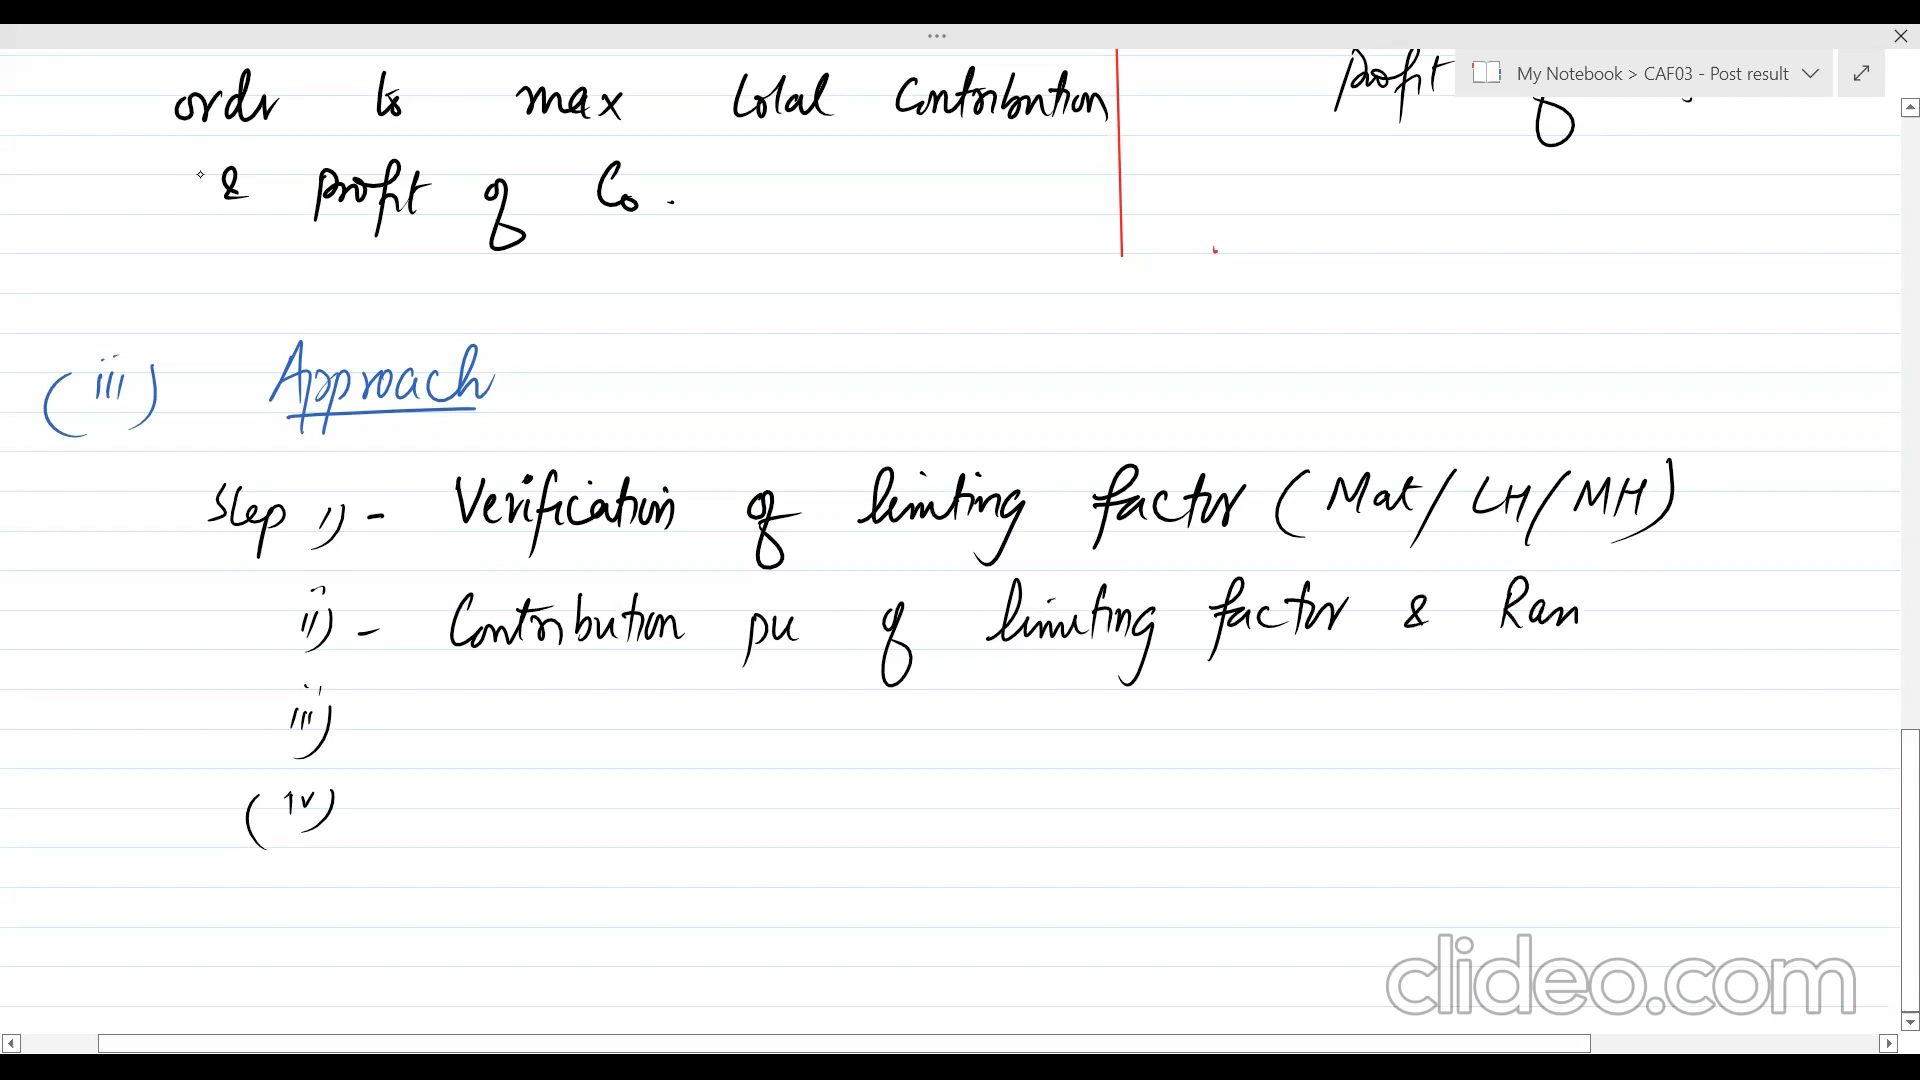 My Notebook > CAF03 - Post result
order to max total Contribution
& profit of Co.
profit
(iii) Approach
Step i) - Verification of limiting factor (Mat/LH/MH)
ii) - Contribution pu of limiting factor & Ran
iii)
(iv)
clideo.com